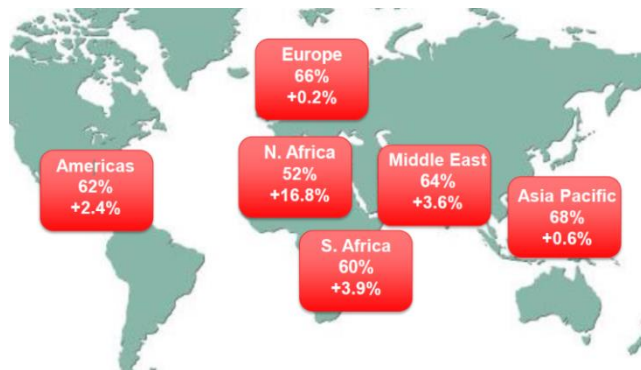 Europe
66%
+0.2%
N. Africa
52%
+16.8%
Middle East
64%
+3.6%
Americas
62%
+2.4%
Asia Pacific
68%
+0.6%
S. Africa
60%
+3.9%